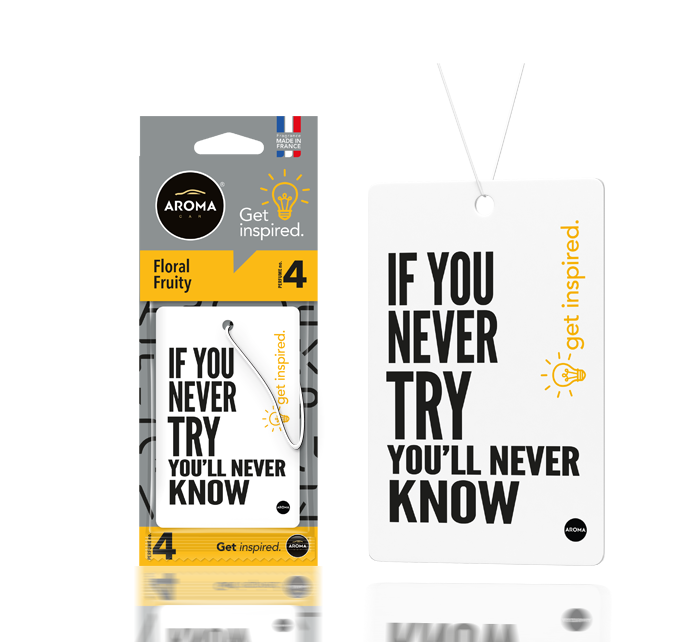 Fragrance
MADE IN
FRANCE
AROMA
CAR
®
Get
inspired.
Floral
Fruity
PERFUME no.
4
IF YOU
NEVER
TRY
YOU'LL NEVER
KNOW
get inspired.
AROMA
PERFUME no.
4
Get inspired.
AROMA
IF YOU
NEVER
TRY
YOU'LL NEVER
KNOW
get inspired.
AROMA